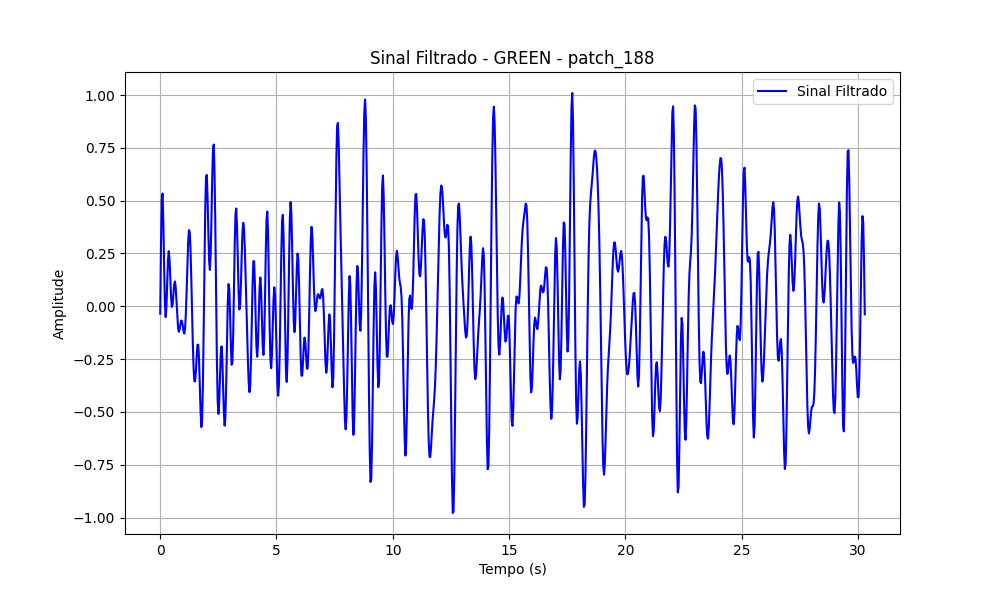 Sinal Filtrado - GREEN - patch_188
Sinal Filtrado
1.00
0.75
0.50
0.25
0.00
−0.25
−0.50
−0.75
−1.00
Amplitude
0 5 10 15 20 25 30
Tempo (s)